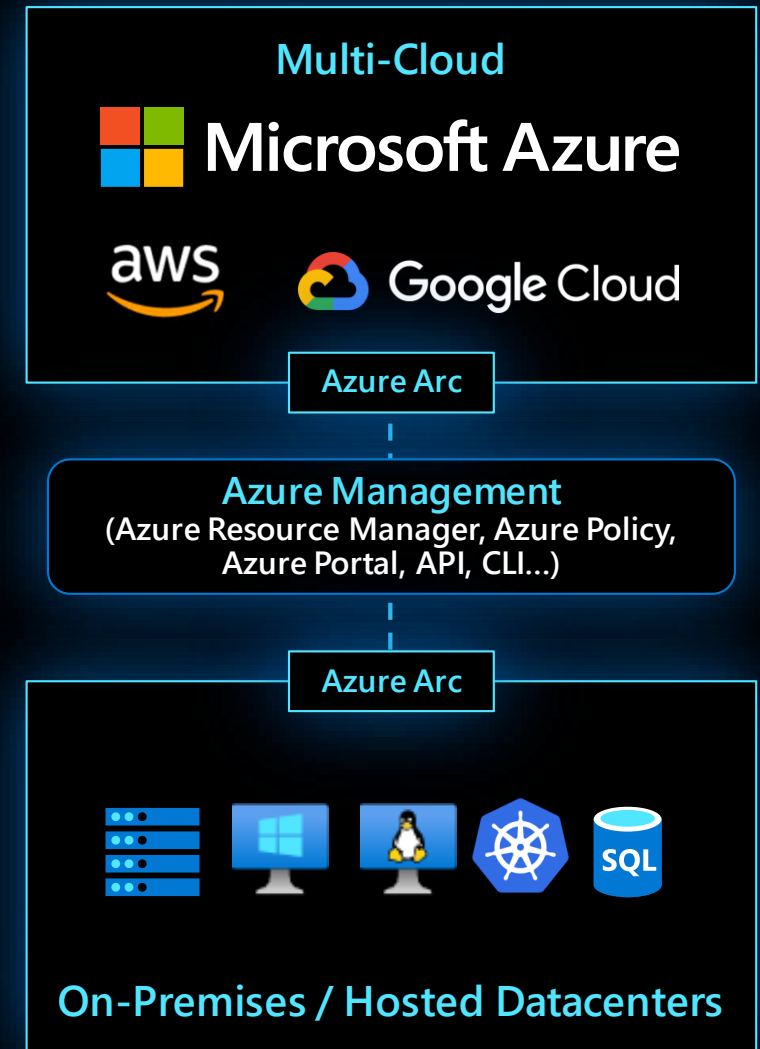 Multi-Cloud
Microsoft Azure
aws
Google Cloud
Azure Arc
Azure Management
(Azure Resource Manager, Azure Policy,
Azure Portal, API, CLI...)
Azure Arc
SQL
On-Premises / Hosted Datacenters